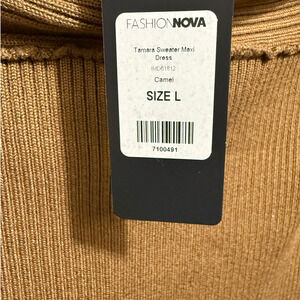 FASHIONNOVA
Tamara Sweater Maxi
Dress
Camel
SIZE L
7100491